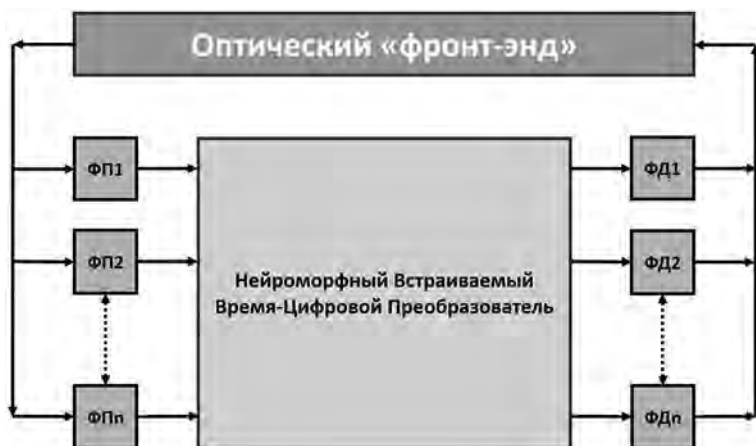 Оптический «фронт-энд»
ФП1
ФД1
ФП2
ФД2
Нейроморфный Встраиваемый
Время-Цифровой Преобразователь
ФПn
ФДn